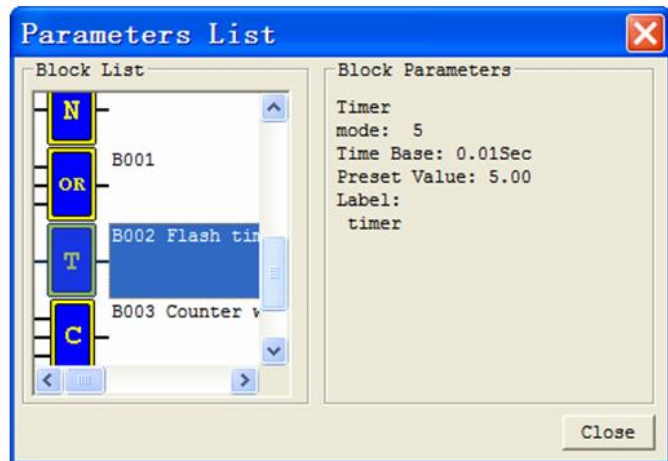 Parameters List
Block List
N
OR
B001
T
B002 Flash tim
C
B003 Counter
Block Parameters
Timer
mode: 5
Time Base: 0.01Sec
Preset Value: 5.00
Label:
timer
Close